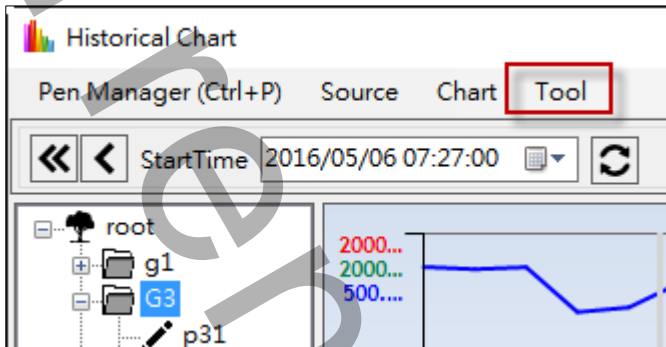 Historical Chart
Pen Manager (Ctrl+P) Source Chart Tool
StartTime 2016/05/06 07:27:00
root
g1
G3
p31
2000...
2000...
500....